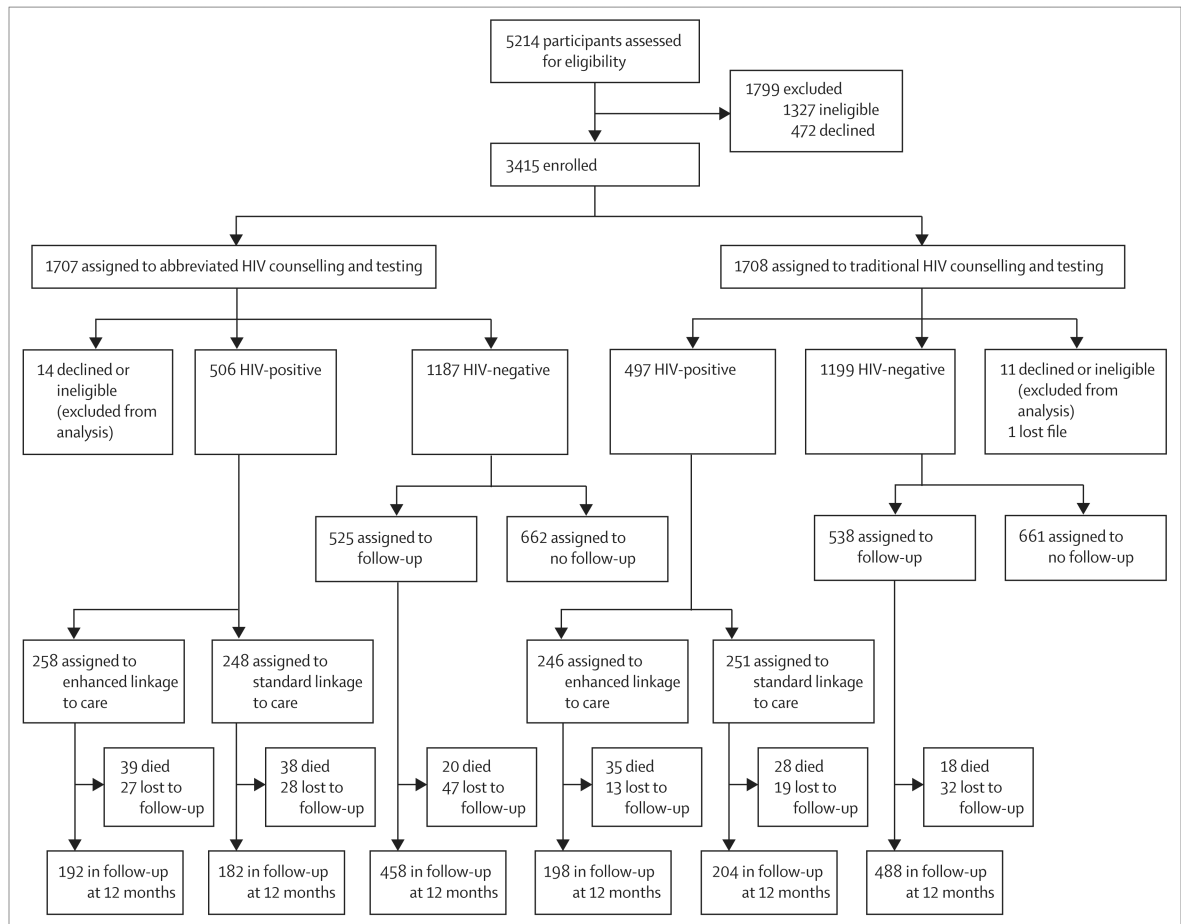 5214 participants assessed
for eligibility
1799 excluded
1327 ineligible
472 declined
3415 enrolled
1707 assigned to abbreviated HIV counselling and testing
1708 assigned to traditional HIV counselling and testing
14 declined or
ineligible
(excluded from
analysis)
506 HIV-positive
1187 HIV-negative
497 HIV-positive
1199 HIV-negative
11 declined or ineligible
(excluded from
analysis)
1 lost file
525 assigned to
follow-up
662 assigned to
no follow-up
538 assigned to
follow-up
661 assigned to
no follow-up
258 assigned to
enhanced linkage
to care
248 assigned to
standard linkage
to care
246 assigned to
enhanced linkage
to care
251 assigned to
standard linkage
to care
39 died
27 lost to
follow-up
38 died
28 lost to
follow-up
20 died
47 lost to
follow-up
35 died
13 lost to
follow-up
28 died
19 lost to
follow-up
18 died
32 lost to
follow-up
192 in follow-up
at 12 months
182 in follow-up
at 12 months
458 in follow-up
at 12 months
198 in follow-up
at 12 months
204 in follow-up
at 12 months
488 in follow-up
at 12 months